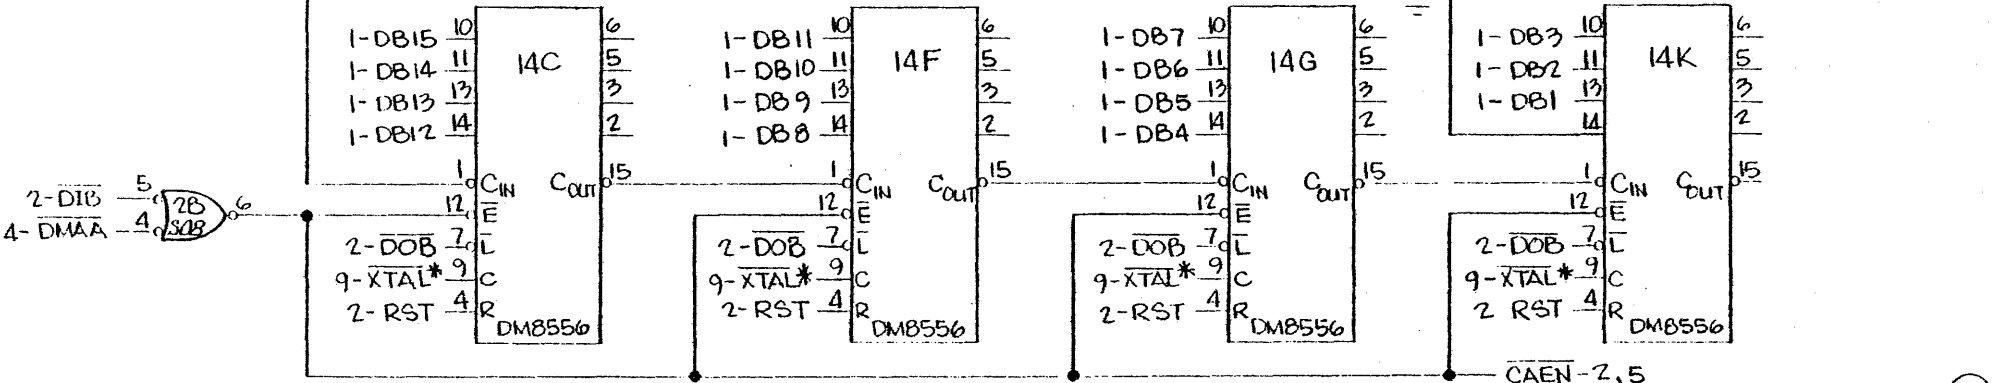 1-DB15 10 6 1-DB11 10 6 1-DB7 10 6 1-DB3 10 6
1-DB14 11 14C 5 1-DB10 11 14F 5 1-DB6 11 14G 5 1-DB2 11 14K 5
1-DB13 13 3 1-DB9 13 3 1-DB5 13 3 1-DB1 13 3
1-DB12 14 2 1-DB8 14 2 1-DB4 14 2 14 2
1 CIN COUT 15 1 CIN COUT 15 1 CIN COUT 15 1 CIN COUT 15
2-DIB 5 2B 6 12 E 12 E 12 E 12 E
4-DMAA 4 S08
2-DOB 7 L 2-DOB 7 L 2-DOB 7 L 2-DOB 7 L
9-XTAL* 9 C 9-XTAL* 9 C 9-XTAL* 9 C 9-XTAL* 9 C
2-RST 4 R 2-RST 4 R 2-RST 4 R 2 RST 4 R
DM8556 DM8556 DM8556 DM8556
CAEN-2,5